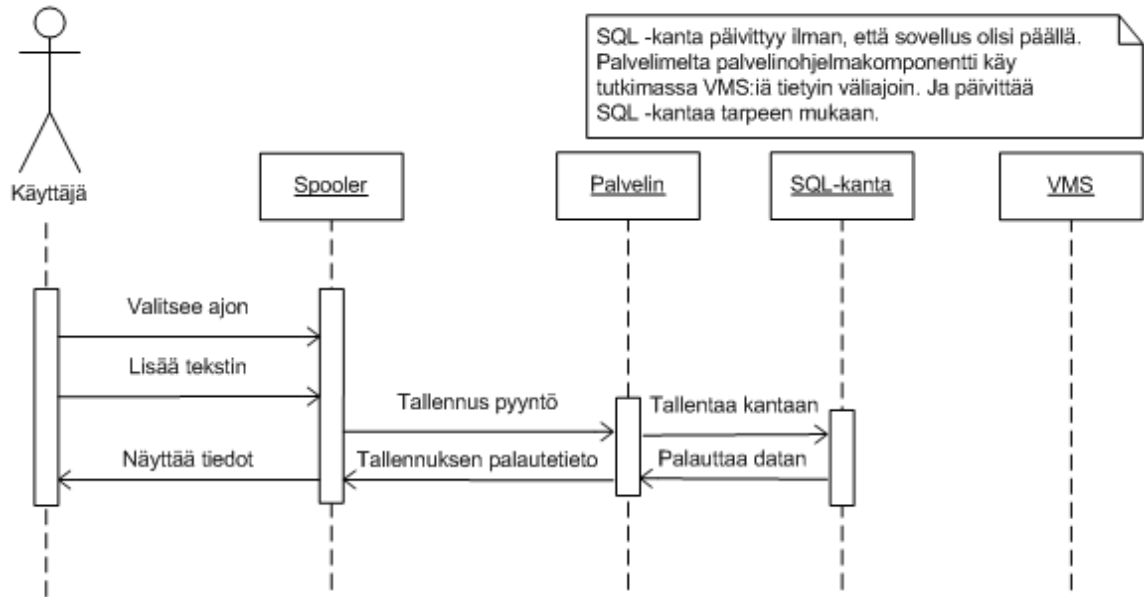 SQL -kanta päivittyy ilman, että sovellus olisi päällä.
Palvelimelta palvelinohjelmakomponentti käy
tutkimassa VMS:iä tietyin väliajoin. Ja päivittää
SQL -kantaa tarpeen mukaan.
Käyttäjä
Spooler
Palvelin
SQL-kanta
VMS
Valitsee ajon
Lisää tekstin
Tallennus pyyntö
Tallentaa kantaan
Näyttää tiedot
Tallennuksen palautetieto
Palauttaa datan